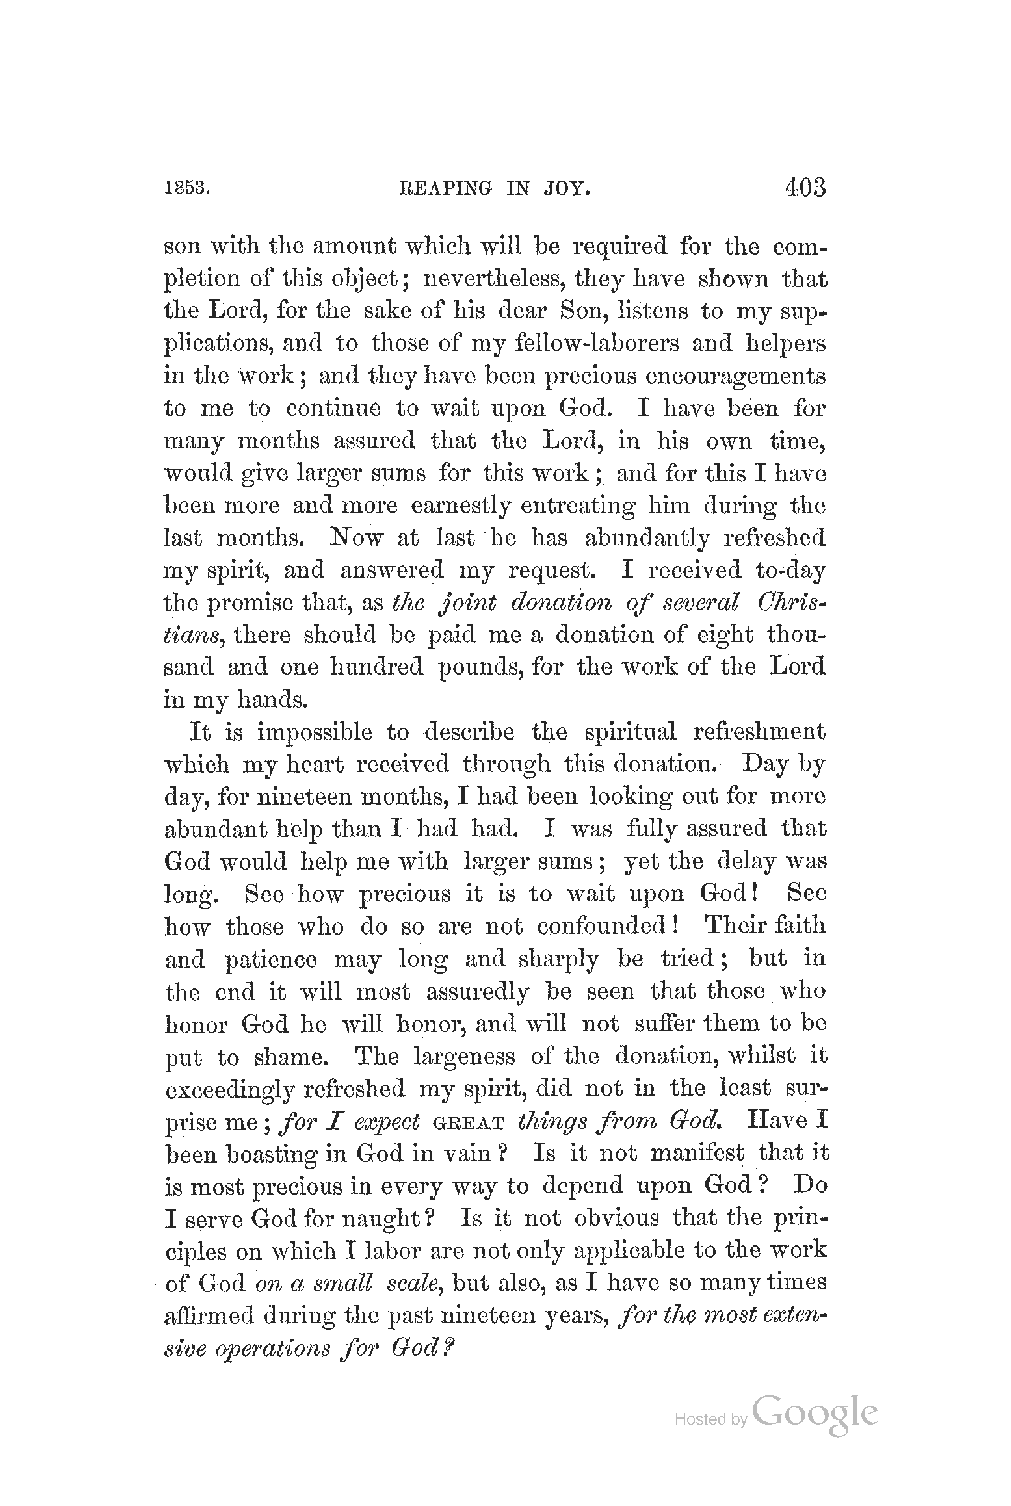 1853. REAPING IN JOY. 403
son with the amount which will be required for the com-
pletion of this object; nevertheless, they have shown that
the Lord, for the sake of his dear Son, listens to my sup-
plications, and to those of my fellow-laborers and helpers
in the work; and they have been precious encouragements
to me to continue to wait upon God. I have been for
many months assured that the Lord, in his own time,
would give larger sums for this work; and for this I have
been more and more earnestly entreating him during the
last months. Now at last he has abundantly refreshed
my spirit, and answered my request. I received to-day
the promise that, as the joint donation of several Chris-
tians, there should be paid me a donation of eight thou-
sand and one hundred pounds, for the work of the Lord
in my hands.
It is impossible to describe the spiritual refreshment
which my heart received through this donation. Day by
day, for nineteen months, I had been looking out for more
abundant help than I had had. I was fully assured that
God would help me with larger sums; yet the delay was
long. See how precious it is to wait upon God! See
how those who do so are not confounded! Their faith
and patience may long and sharply be tried; but in
the end it will most assuredly be seen that those who
honor God he will honor, and will not suffer them to be
put to shame. The largeness of the donation, whilst it
exceedingly refreshed my spirit, did not in the least sur-
prise me; for I expect GREAT things from God. Have I
been boasting in God in vain? Is it not manifest that it
is most precious in every way to depend upon God? Do
I serve God for naught? Is it not obvious that the prin-
ciples on which I labor are not only applicable to the work
of God on a small scale, but also, as I have so many times
affirmed during the past nineteen years, for the most exten-
sive operations for God?
Hosted by Google